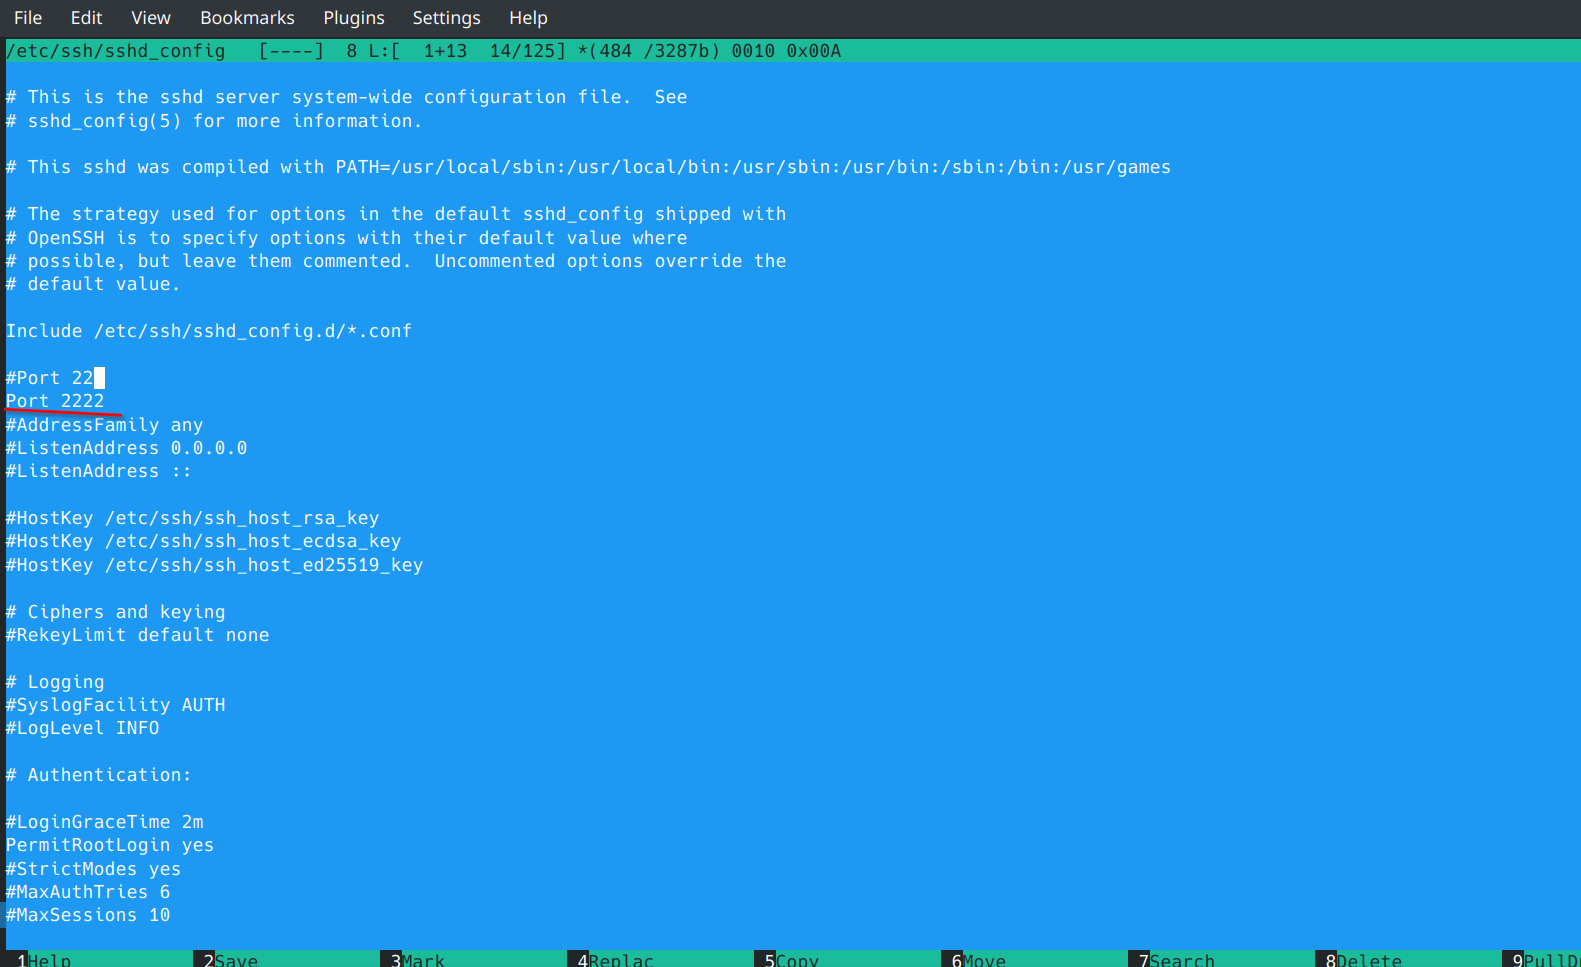 File Edit View Bookmarks Plugins Settings Help
/etc/ssh/sshd_config   [----]  8 L:[  1+13  14/125] *(484 /3287b) 0010 0x00A
# This is the sshd server system-wide configuration file.  See
# sshd_config(5) for more information.
# This sshd was compiled with PATH=/usr/local/sbin:/usr/local/bin:/usr/sbin:/usr/bin:/sbin:/bin:/usr/games
# The strategy used for options in the default sshd_config shipped with
# OpenSSH is to specify options with their default value where
# possible, but leave them commented.  Uncommented options override the
# default value.
Include /etc/ssh/sshd_config.d/*.conf
#Port 22
Port 2222
#AddressFamily any
#ListenAddress 0.0.0.0
#ListenAddress ::
#HostKey /etc/ssh/ssh_host_rsa_key
#HostKey /etc/ssh/ssh_host_ecdsa_key
#HostKey /etc/ssh/ssh_host_ed25519_key
# Ciphers and keying
#RekeyLimit default none
# Logging
#SyslogFacility AUTH
#LogLevel INFO
# Authentication:
#LoginGraceTime 2m
PermitRootLogin yes
#StrictModes yes
#MaxAuthTries 6
#MaxSessions 10
1Help 2Save 3Mark 4Replac 5Copy 6Move 7Search 8Delete 9PullD